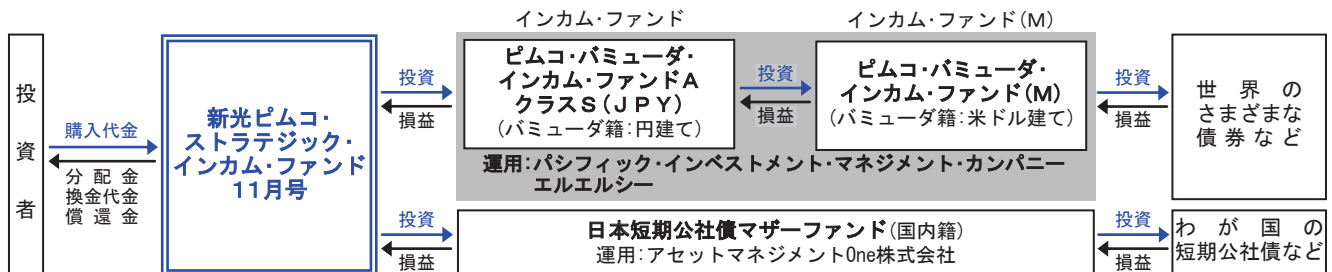 インカム・ファンド
インカム・ファンド(M)
投資者
購入代金
分配金
換金代金
償還金
新光ピムコ・
ストラテジック・
インカム・ファンド
11月号
投資
損益
ピムコ・バミューダ・
インカム・ファンドA
クラスS(JPY)
(バミューダ籍:円建て)
投資
損益
ピムコ・バミューダ・
インカム・ファンド(M)
(バミューダ籍:米ドル建て)
運用:パシフィック・インベストメント・マネジメント・カンパニー
エルエルシー
投資
損益
世界の
さまざまな
債券など
投資
損益
日本短期公社債マザーファンド(国内籍)
運用:アセットマネジメントOne株式会社
投資
損益
わが国の
短期公社債など